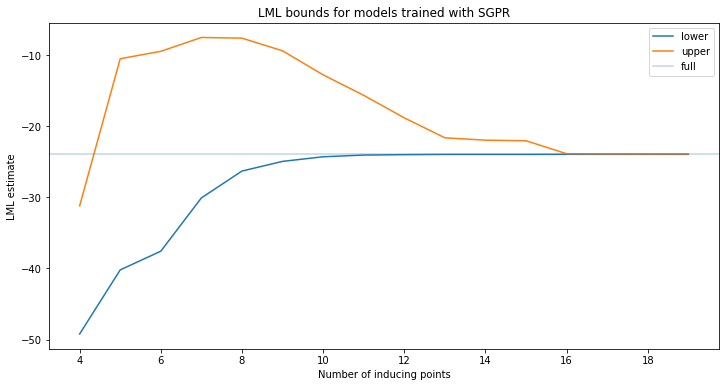 LML bounds for models trained with SGPR
lower
upper
full
LML estimate
−10
−20
−30
−40
−50
4
6
8
10
12
14
16
18
Number of inducing points